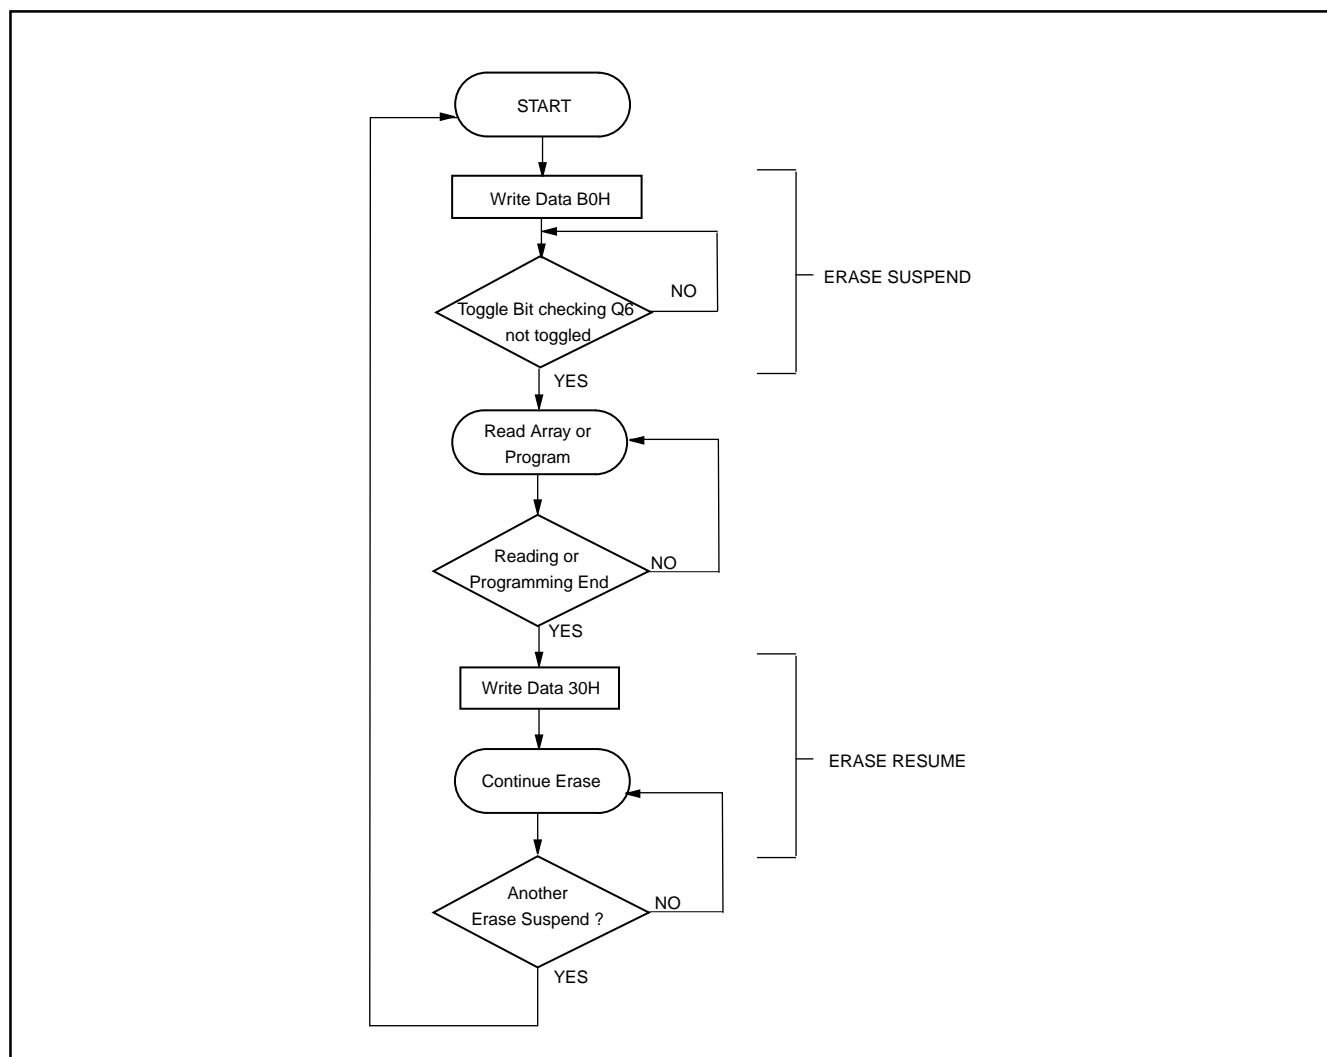 START
Write Data B0H
ERASE SUSPEND
NO
Toggle Bit checking Q6
not toggled
YES
Read Array or
Program
Reading or
NO
Programming End
YES
Write Data 30H
ERASE RESUME
Continue Erase
Another
NO
Erase Suspend ?
YES